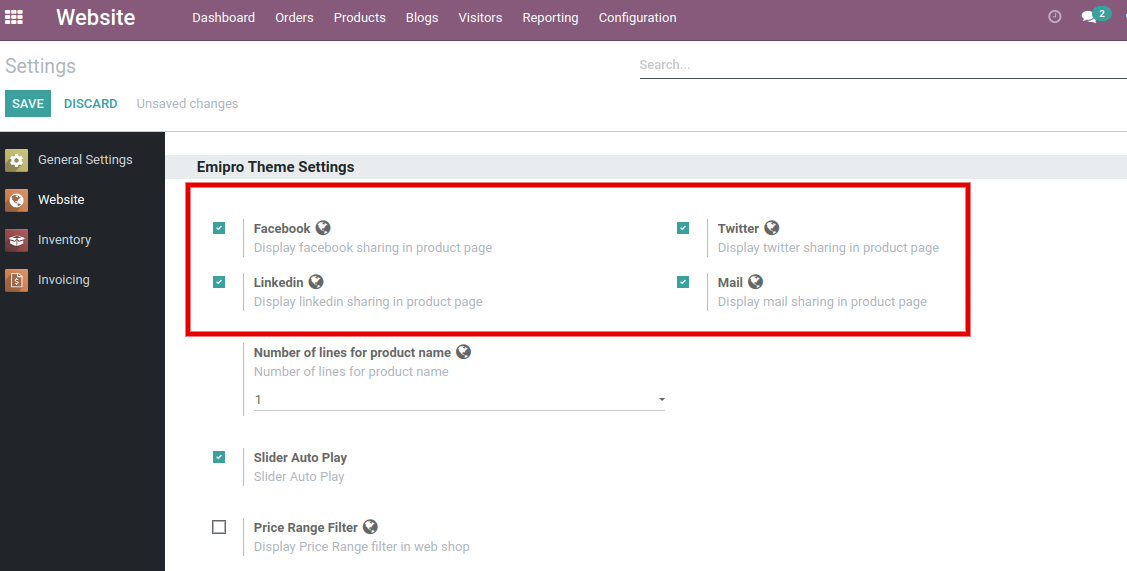 Website Dashboard Orders Products Blogs Visitors Reporting Configuration 2
Settings Search...
SAVE DISCARD Unsaved changes
General Settings
Website
Inventory
Invoicing
Emipro Theme Settings
Facebook Twitter
Display facebook sharing in product page Display twitter sharing in product page
Linkedin Mail
Display linkedin sharing in product page Display mail sharing in product page
Number of lines for product name
Number of lines for product name
1
Slider Auto Play
Slider Auto Play
Price Range Filter
Display Price Range filter in web shop